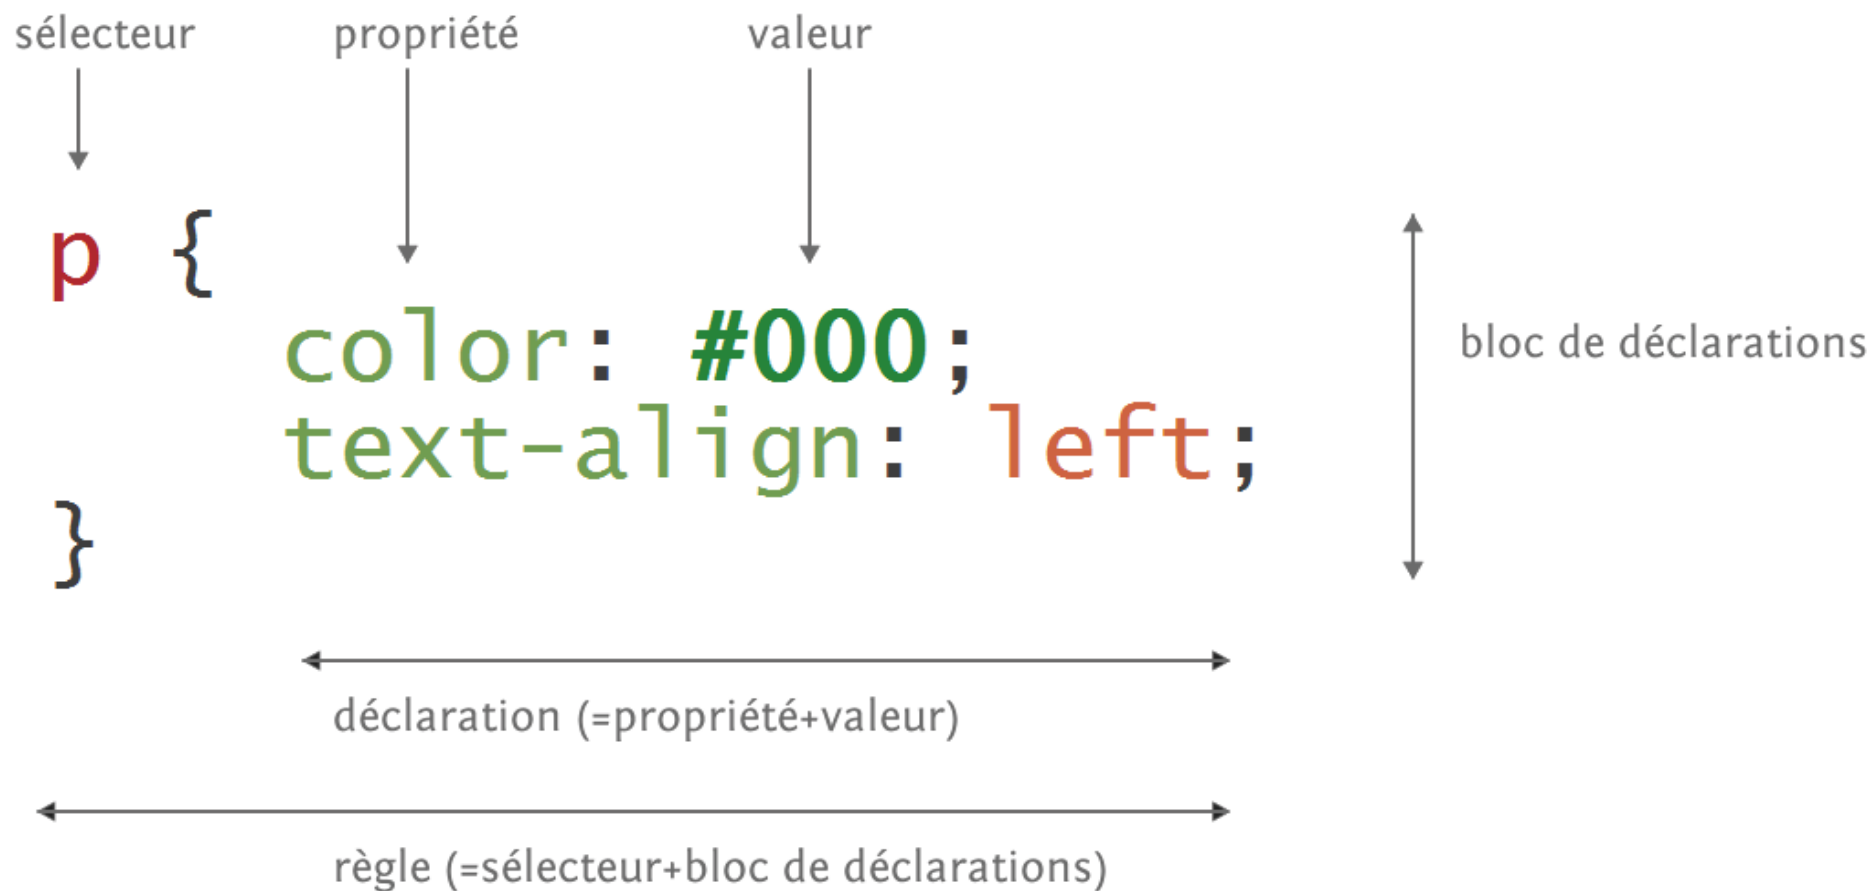 sélecteur propriété valeur
p {
color: #000;
bloc de déclarations
text-align: left;
}
déclaration (=propriété+valeur)
règle (=sélecteur+bloc de déclarations)